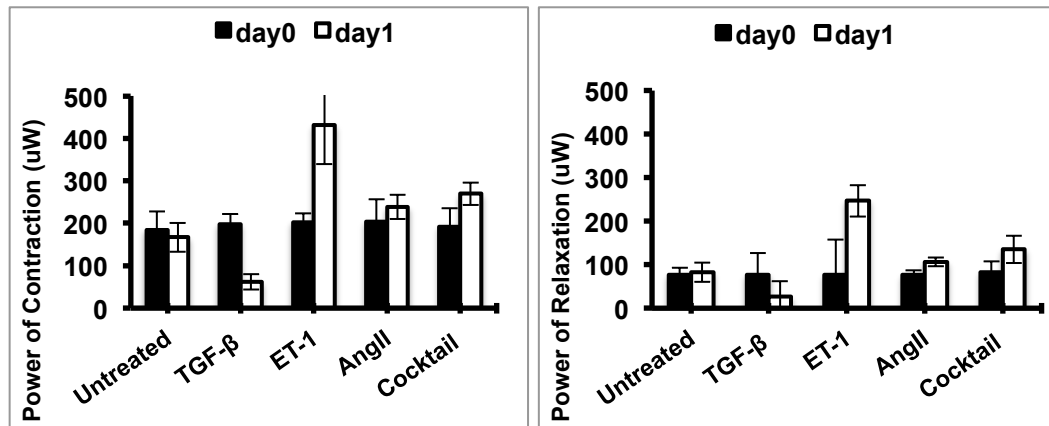 day0 day1
Power of Contraction (uW)
500
400
300
200
100
0
Untreated
TGF-β
ET-1
AngII
Cocktail
day0 day1
Power of Relaxation (uW)
500
400
300
200
100
0
Untreated
TGF-β
ET-1
AngII
Cocktail